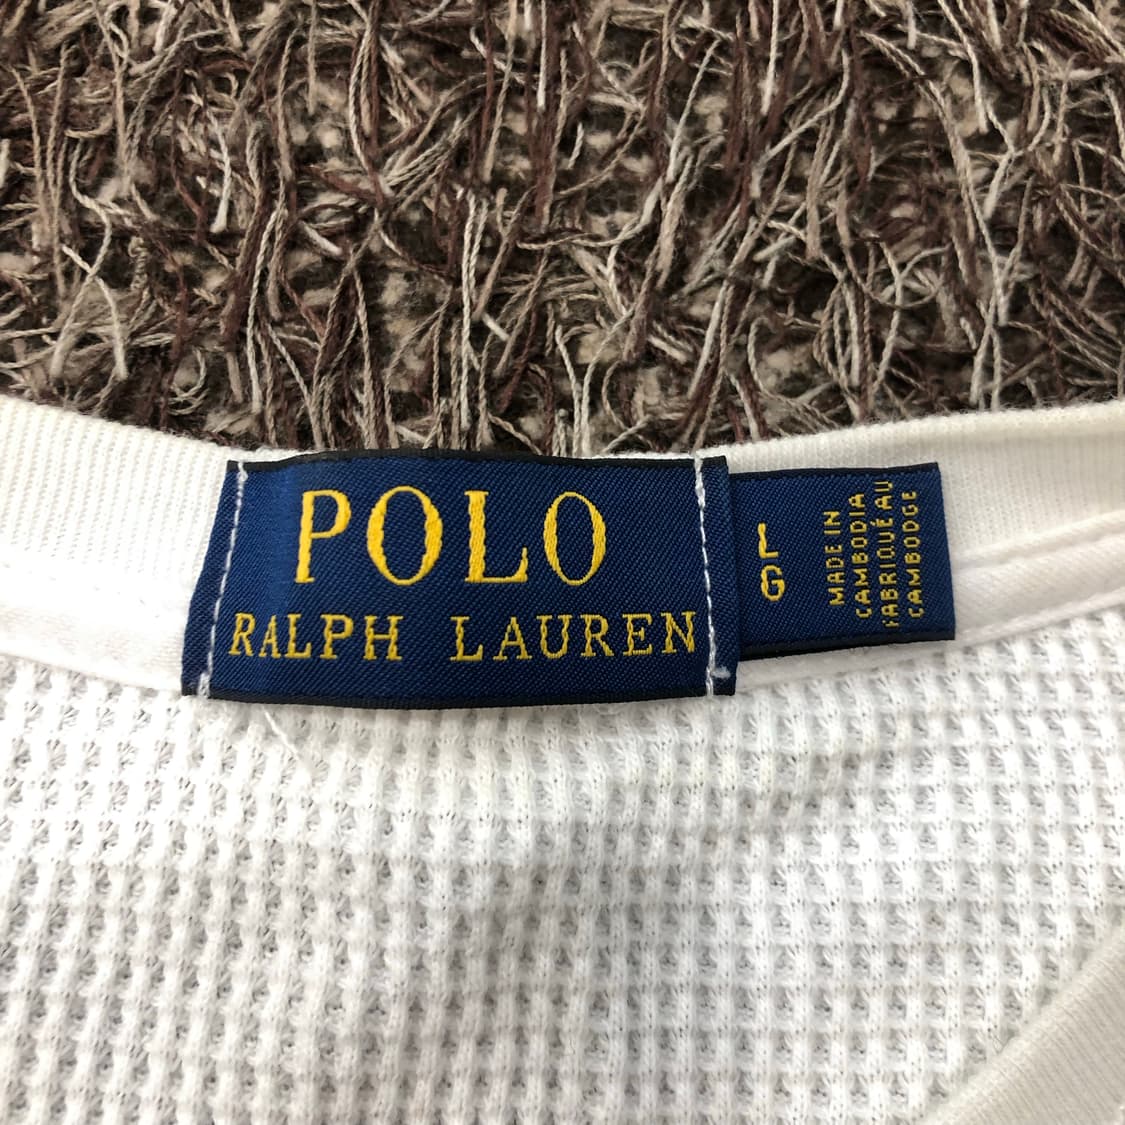 POLO
RALPH LAUREN
L
G
MADE IN
CAMBODIA
FABRIQUÉ AU
CAMBODGE